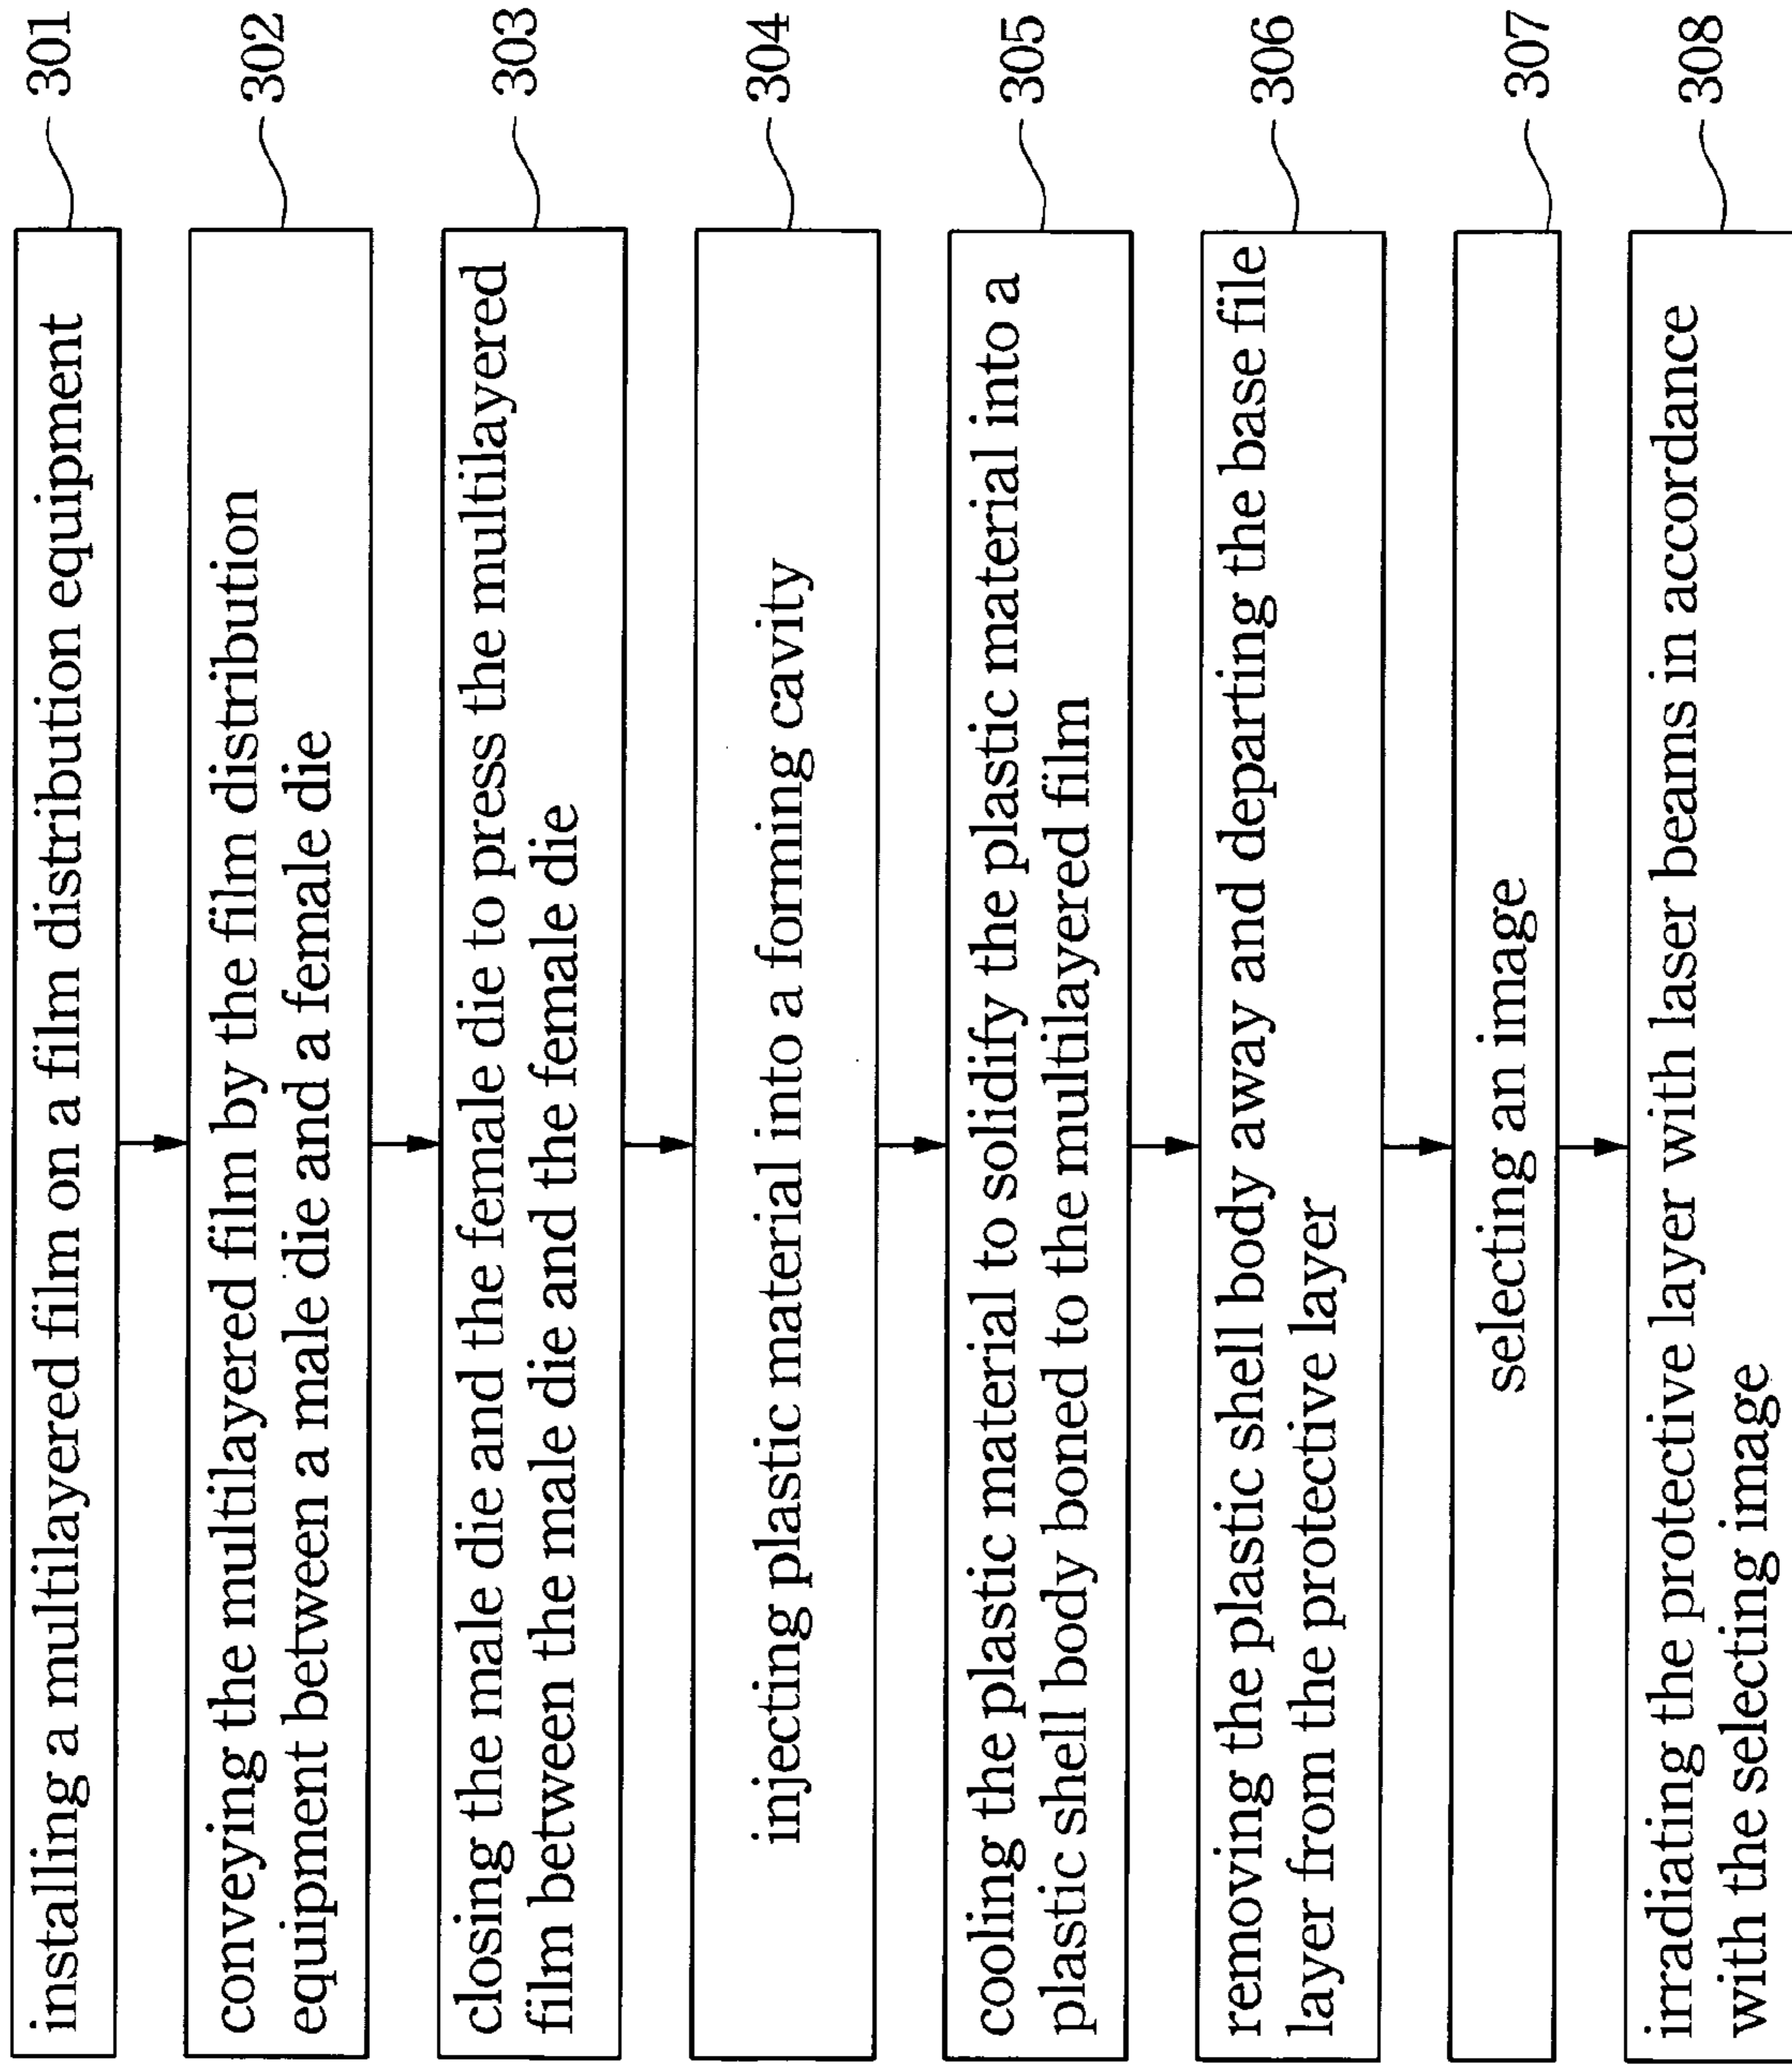 installing a multilayered film on a film distribution equipment
301
conveying the multilayered film by the film distribution
equipment between a male die and a female die
302
closing the male die and the female die to press the multilayered
film between the male die and the female die
303
injecting plastic material into a forming cavity
304
cooling the plastic material to solidify the plastic material into a
plastic shell body boned to the multilayered film
305
removing the plastic shell body away and departing the base file
layer from the protective layer
306
selecting an image
307
irradiating the protective layer with laser beams in accordance
with the selecting image
308